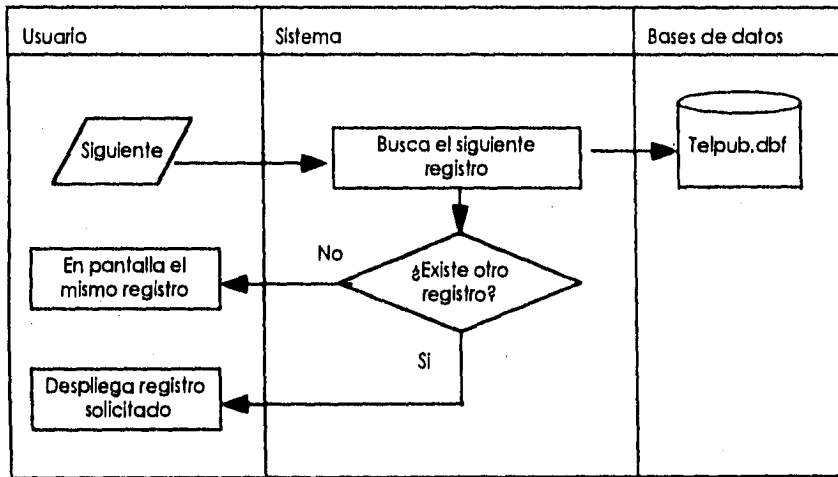 Usuario
Sistema
Bases de datos
Siguiente
Busca el siguiente
registro
Telpub.dbf
No
¿Existe otro
registro?
En pantalla el
mismo registro
Si
Despliega registro
solicitado